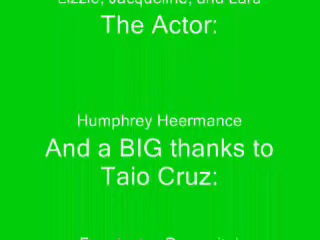 Lizzie, Jacqueline, and Lara
The Actor:
Humphrey Heermance
And a BIG thanks to
Taio Cruz: